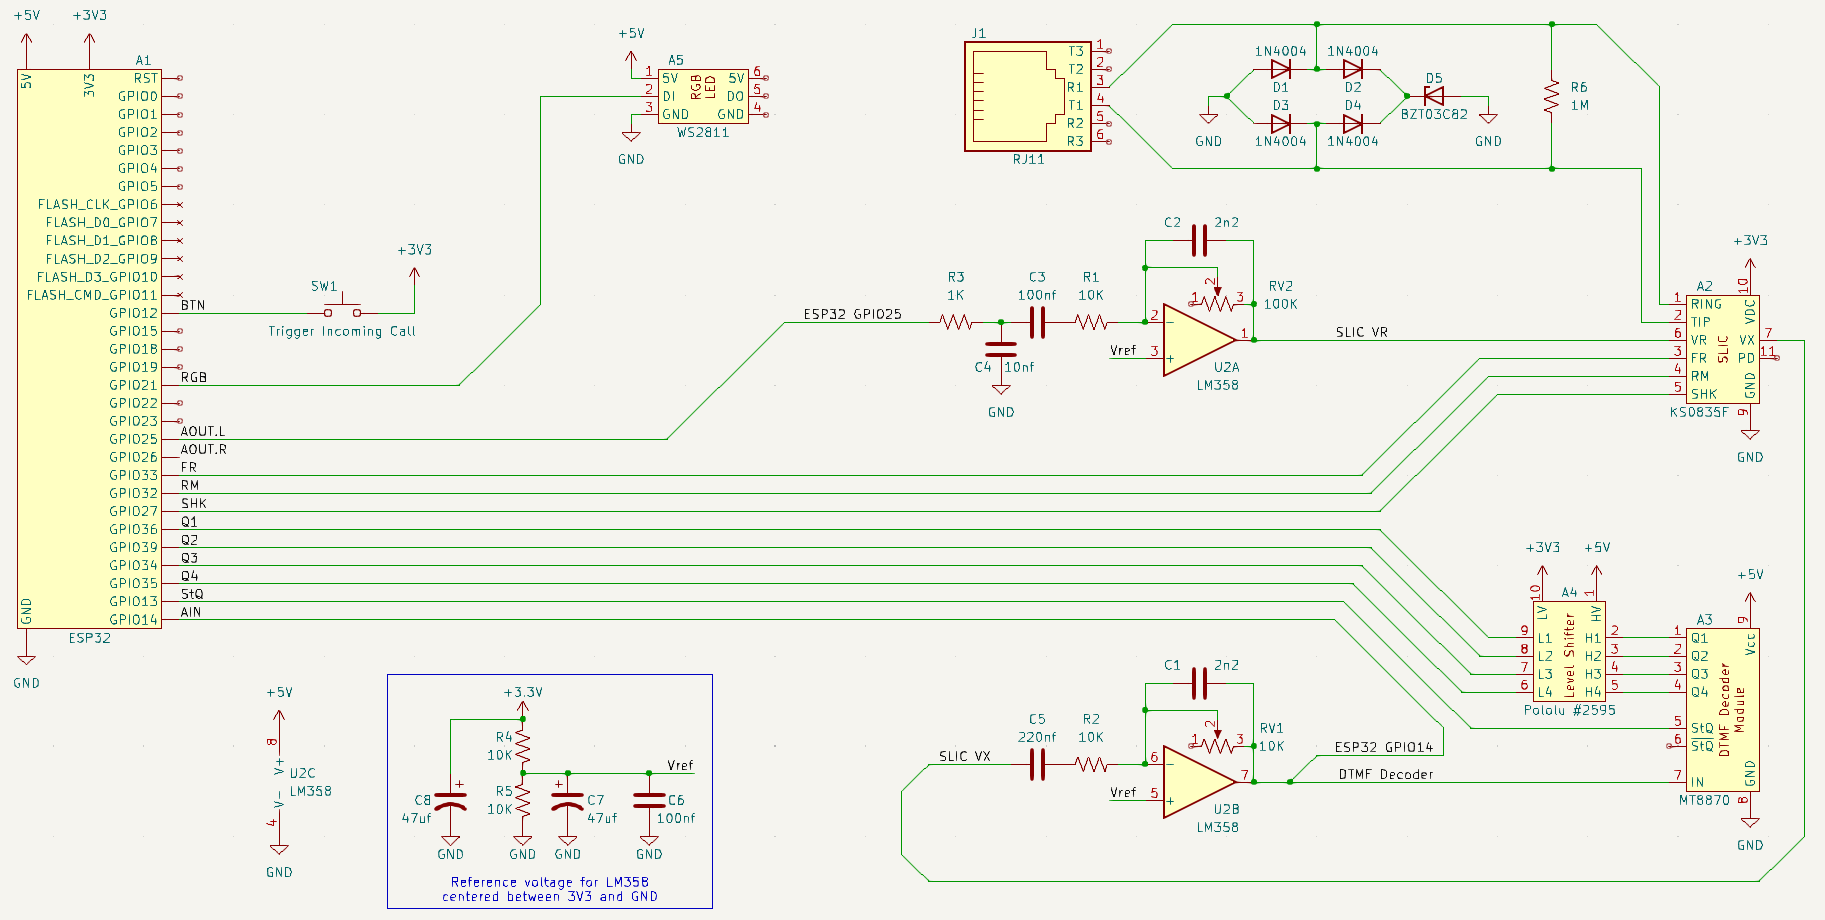 +5V
+3V3
A1
5V
3V3
RST
GPIO0
GPIO1
GPIO2
GPIO3
GPIO4
GPIO5
FLASH_CLK_GPIO6
FLASH_D0_GPIO7
FLASH_D1_GPIO8
FLASH_D2_GPIO9
FLASH_D3_GPIO10
FLASH_CMD_GPIO11
GPIO12
BTN
GPIO15
GPIO18
GPIO19
GPIO21
RGB
GPIO22
GPIO23
GPIO25
AOUT.L
GPIO26
AOUT.R
GPIO33
FR
GPIO32
RM
GPIO27
SHK
GPIO36
Q1
GPIO39
Q2
GPIO34
Q3
GPIO35
Q4
GPIO13
StQ
GPIO14
AIN
GND
ESP32
GND
SW1
+3V3
Trigger Incoming Call
+5V
A5
1 5V
2 DI
3 GND
RGB
LED
5V 6
DO 5
GND 4
WS2811
GND
J1
T3 1
T2 2
R1 3
T1 4
R2 5
R3 6
RJ11
1N4004
1N4004
D1
D2
D3
D4
1N4004
1N4004
GND
D5
BZT03C82
GND
R6
1M
ESP32 GPIO25
R3
1K
C3
100nf
R1
10K
C4
10nf
GND
C2
2n2
1
2
3
RV2
100K
2
−
3
+
1
Vref
U2A
LM358
SLIC VR
+3V3
A2
10
VDC
1 RING
2 TIP
6 VR
3 FR
4 RM
5 SHK
SLIC
VX 7
PD 11
GND
9
KS0835F
GND
+3V3
+5V
A4
10
LV
1
HV
9 L1
8 L2
7 L3
6 L4
Level Shifter
H1 2
H2 3
H3 4
H4 5
Pololu #2595
+5V
A3
9
Vcc
1 Q1
2 Q2
3 Q3
4 Q4
5 StQ
6 StQ
7 IN
DTMF Decoder
Module
GND
8
MT8870
GND
+5V
8
V+
U2C
LM358
V−
4
GND
+3.3V
R4
10K
Vref
C8
47uf
+
R5
10K
+
C7
47uf
C6
100nf
GND
GND
GND
GND
Reference voltage for LM358
centered between 3V3 and GND
SLIC VX
C5
220nf
R2
10K
C1
2n2
1
2
3
RV1
10K
6
−
5
+
7
Vref
U2B
LM358
ESP32 GPIO14
DTMF Decoder